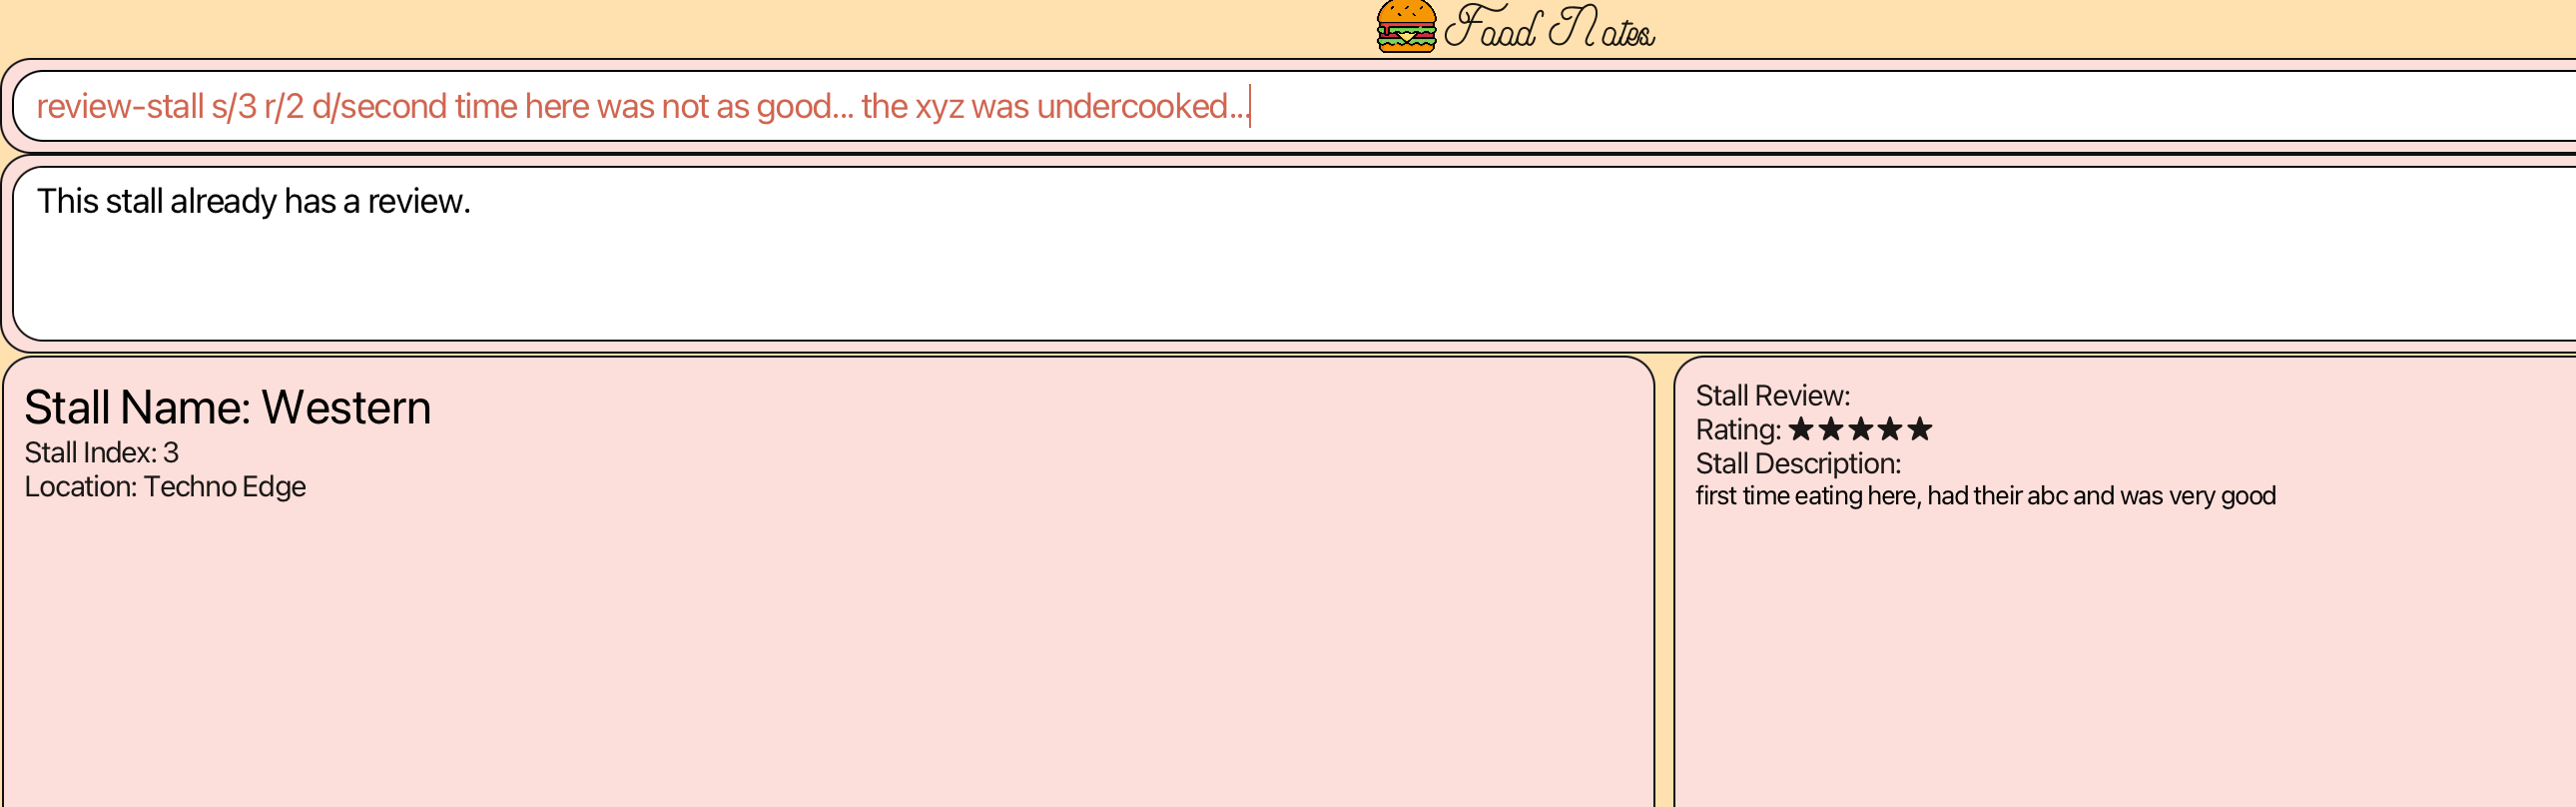 Food Notes
review-stall s/3 r/2 d/second time here was not as good... the xyz was undercooked...
This stall already has a review.
Stall Name: Western
Stall Index: 3
Location: Techno Edge
Stall Review:
Rating: ★★★★★
Stall Description:
first time eating here, had their abc and was very good